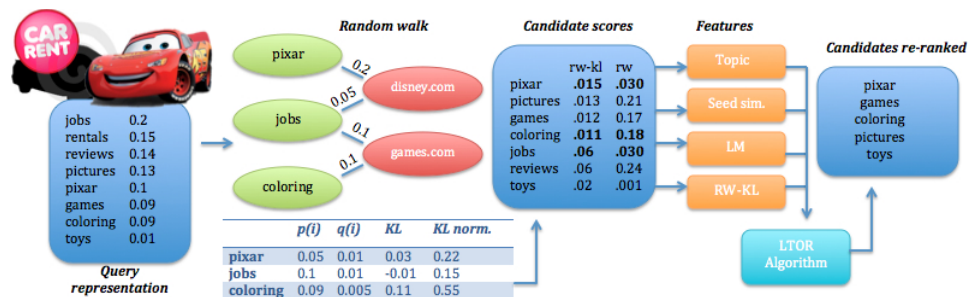 CAR
RENT
jobs 0.2
rentals 0.15
reviews 0.14
pictures 0.13
pixar 0.1
games 0.09
coloring 0.09
toys 0.01
Query
representation
Random walk
pixar
jobs
coloring
0.2
0.05
0.1
0.1
disney.com
games.com
p(i) q(i) KL KL norm.
pixar 0.05 0.01 0.03 0.22
jobs 0.1 0.01 -0.01 0.15
coloring 0.09 0.005 0.11 0.55
Candidate scores
rw-kl rw
pixar .015 .030
pictures .013 0.21
games .012 0.17
coloring .011 0.18
jobs .06 .030
reviews .06 0.24
toys .02 .001
Features
Topic
Seed sim.
LM
RW-KL
LTOR
Algorithm
Candidates re-ranked
pixar
games
coloring
pictures
toys